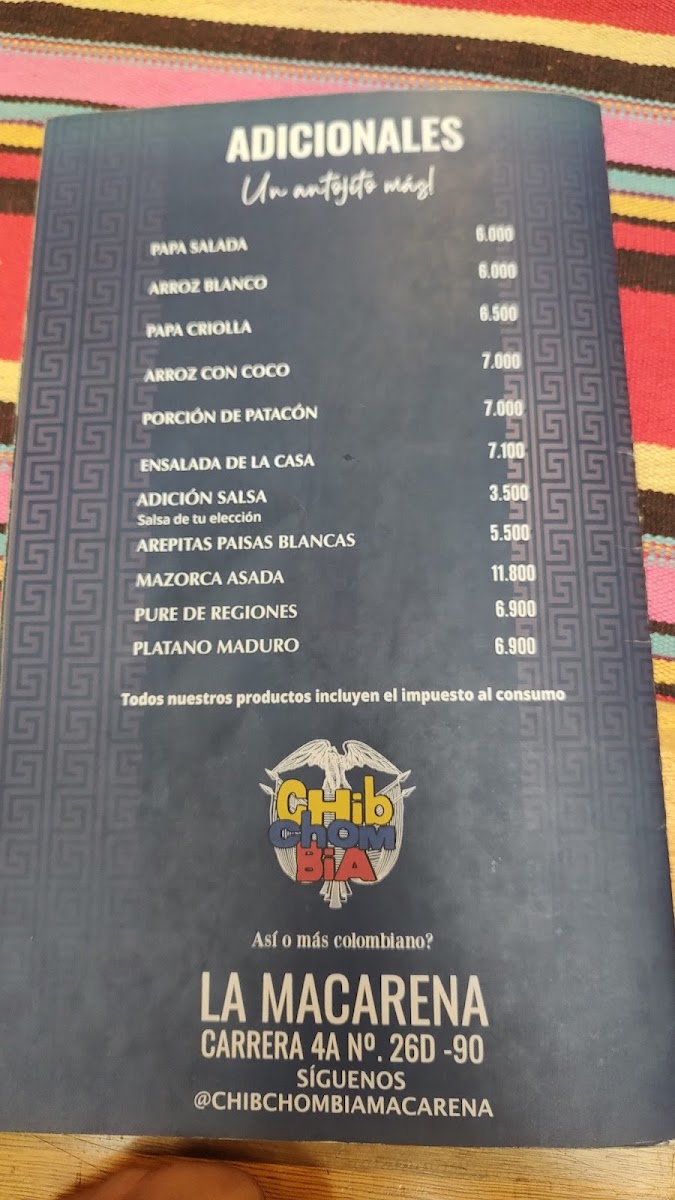 ADICIONALES
Un antojito más!
PAPA SALADA 6.000
ARROZ BLANCO 6.000
PAPA CRIOLLA 6.500
ARROZ CON COCO 7.000
PORCIÓN DE PATACÓN 7.000
ENSALADA DE LA CASA 7.100
ADICIÓN SALSA 3.500
Salsa de tu elección
AREPITAS PAISAS BLANCAS 5.500
MAZORCA ASADA 11.800
PURE DE REGIONES 6.900
PLATANO MADURO 6.900
Todos nuestros productos incluyen el impuesto al consumo
CHib
ChOM
BiA
Así o más colombiano?
LA MACARENA
CARRERA 4A Nº. 26D -90
SÍGUENOS
@CHIBCHOMBIAMACARENA